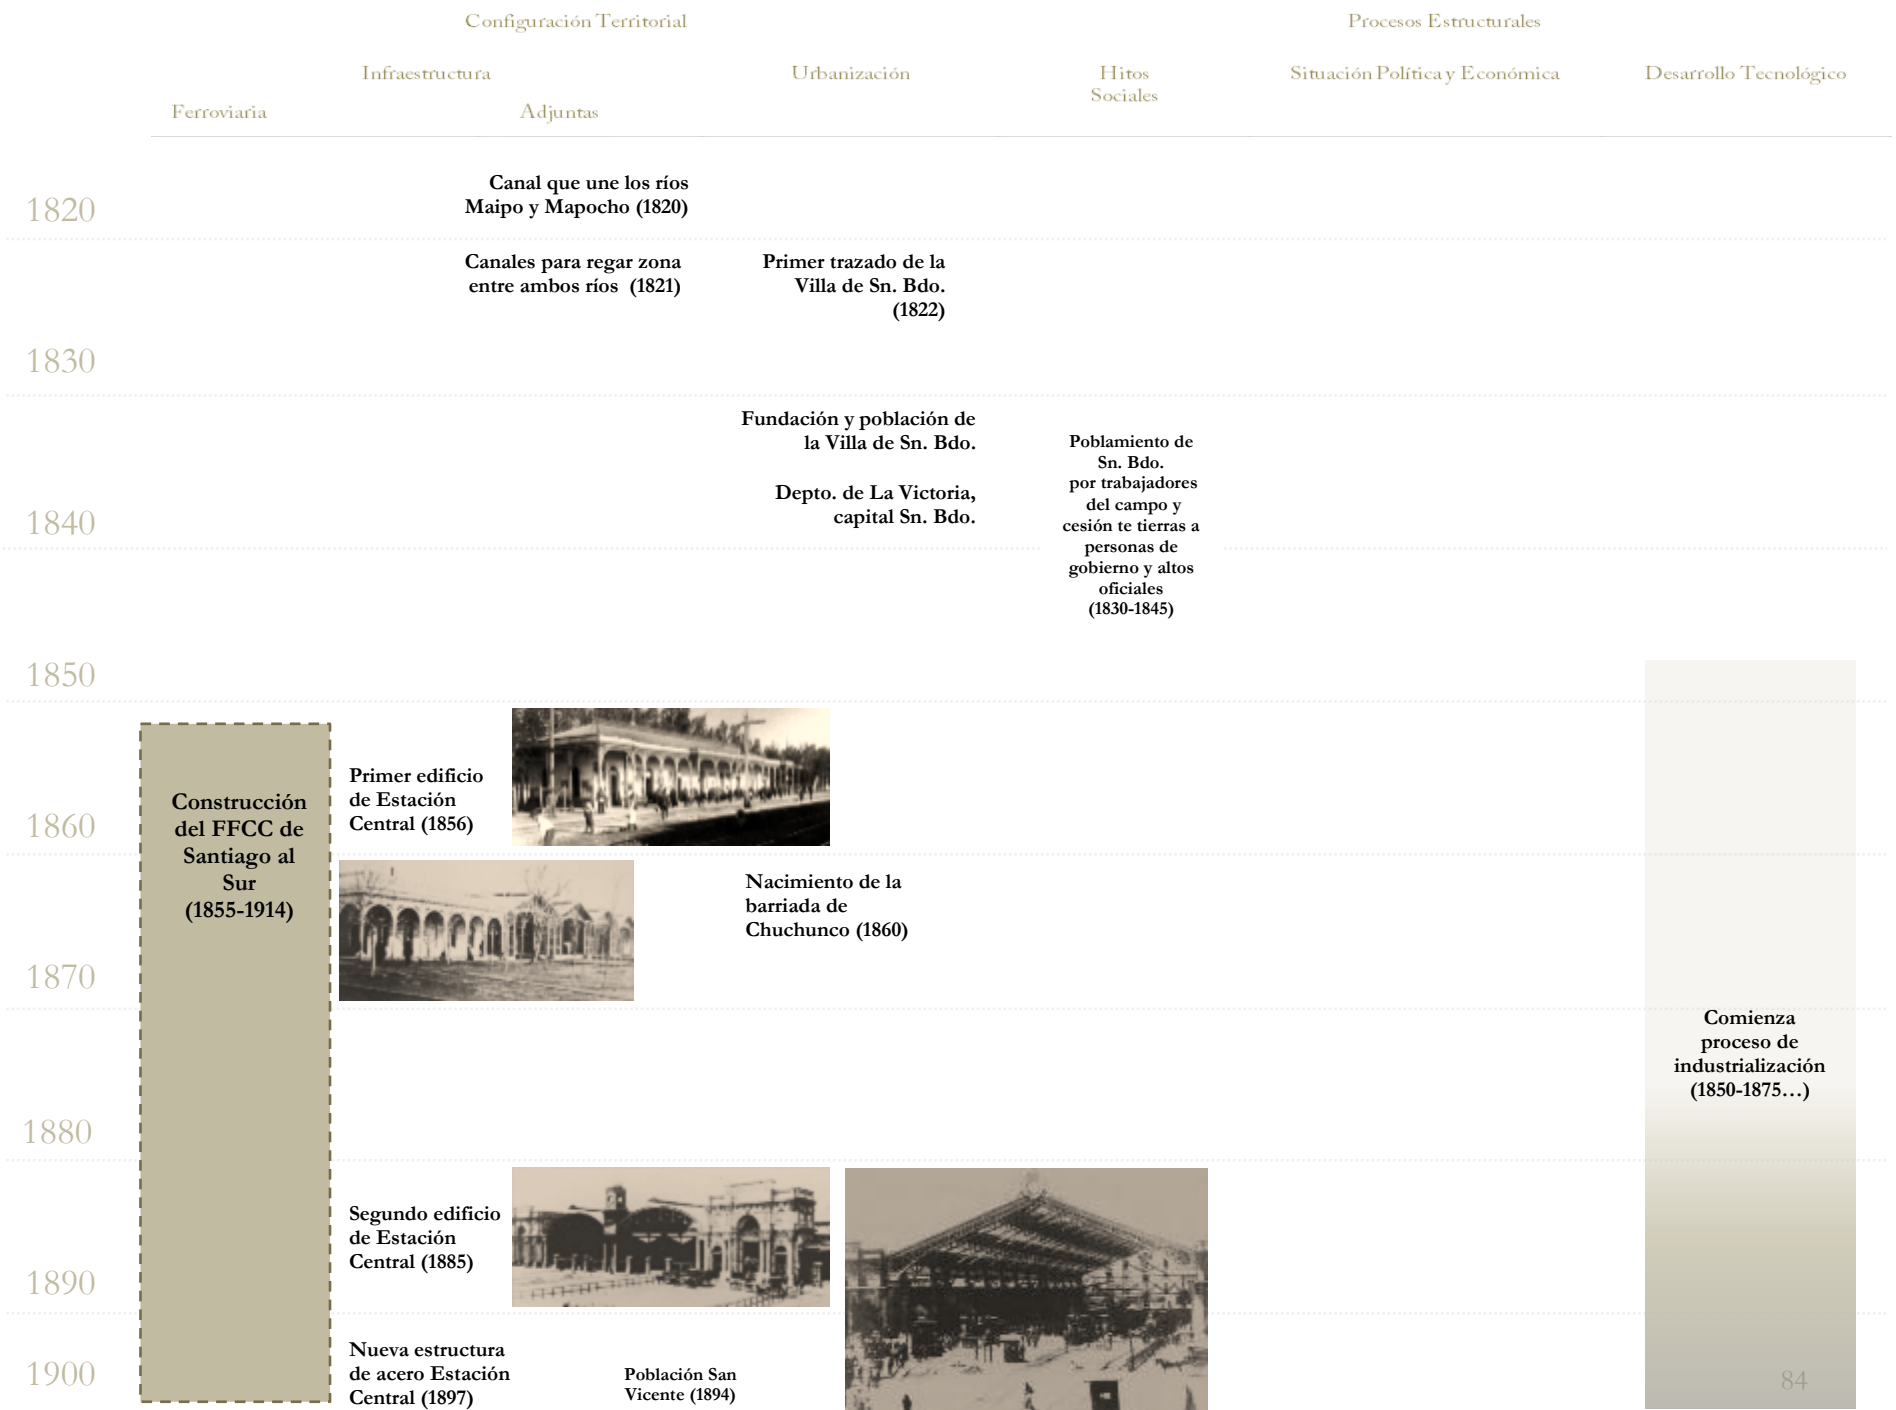 Configuración Territorial
Procesos Estructurales
Infraestructura
Urbanización
Hitos
Sociales
Situación Política y Económica
Desarrollo Tecnológico
Ferroviaria
Adjuntas
1820
Canal que une los ríos
Maipo y Mapocho (1820)
Canales para regar zona
entre ambos ríos (1821)
Primer trazado de la
Villa de Sn. Bdo.
(1822)
1830
Fundación y población de
la Villa de Sn. Bdo.
Depto. de La Victoria,
capital Sn. Bdo.
Poblamiento de
Sn. Bdo.
por trabajadores
del campo y
cesión te tierras a
personas de
gobierno y altos
oficiales
(1830-1845)
1840
1850
Construcción
del FFCC de
Santiago al
Sur
(1855-1914)
Primer edificio
de Estación
Central (1856)
1860
Nacimiento de la
barriada de
Chuchunco (1860)
1870
Comienza
proceso de
industrialización
(1850-1875…)
1880
Segundo edificio
de Estación
Central (1885)
1890
Nueva estructura
de acero Estación
Central (1897)
Población San
Vicente (1894)
1900
84